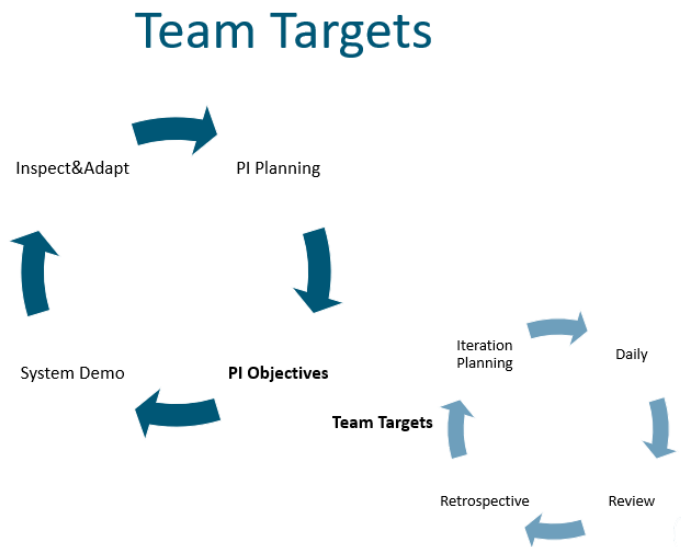 Team Targets
Inspect&Adapt
PI Planning
System Demo
PI Objectives
Iteration
Planning
Daily
Team Targets
Retrospective
Review